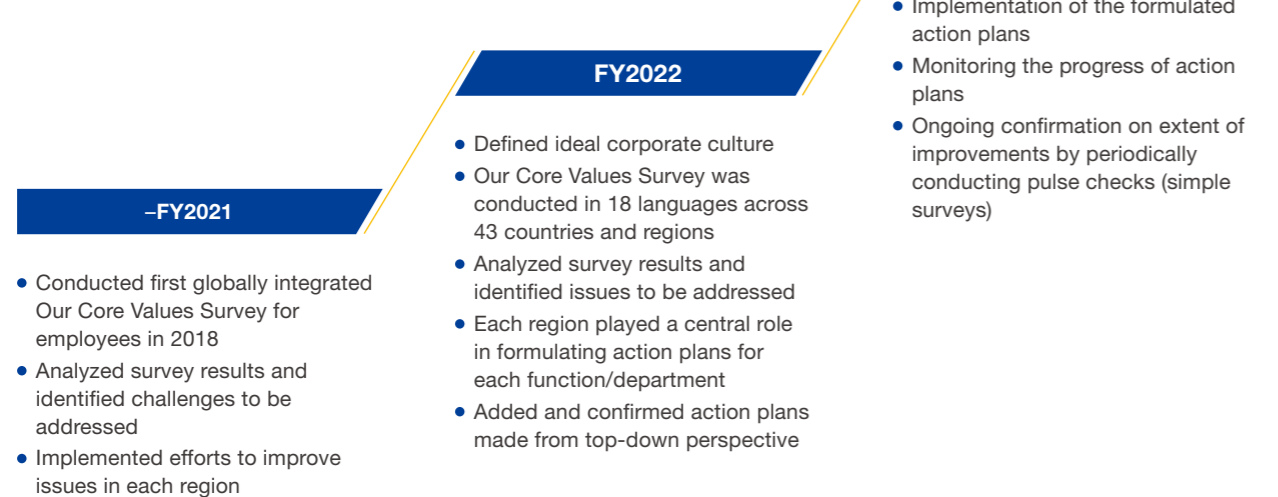 –FY2021
• Conducted first globally integrated
Our Core Values Survey for
employees in 2018
• Analyzed survey results and
identified challenges to be
addressed
• Implemented efforts to improve
issues in each region
FY2022
• Defined ideal corporate culture
• Our Core Values Survey was
conducted in 18 languages across
43 countries and regions
• Analyzed survey results and
identified issues to be addressed
• Each region played a central role
in formulating action plans for
each function/department
• Added and confirmed action plans
made from top-down perspective
• Implementation of the formulated
action plans
• Monitoring the progress of action
plans
• Ongoing confirmation on extent of
improvements by periodically
conducting pulse checks (simple
surveys)